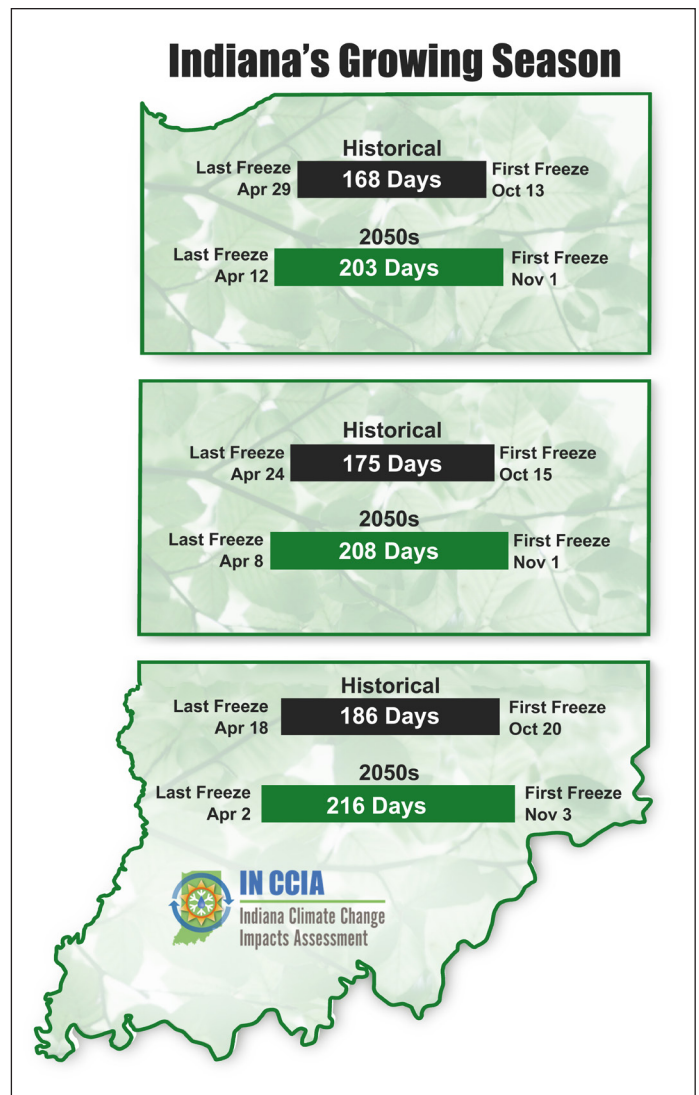 Indiana's Growing Season
Historical
Last Freeze
Apr 29
168 Days
First Freeze
Oct 13
2050s
Last Freeze
Apr 12
203 Days
First Freeze
Nov 1
Historical
Last Freeze
Apr 24
175 Days
First Freeze
Oct 15
2050s
Last Freeze
Apr 8
208 Days
First Freeze
Nov 1
Historical
Last Freeze
Apr 18
186 Days
First Freeze
Oct 20
2050s
Last Freeze
Apr 2
216 Days
First Freeze
Nov 3
IN CCIA
Indiana Climate Change
Impacts Assessment